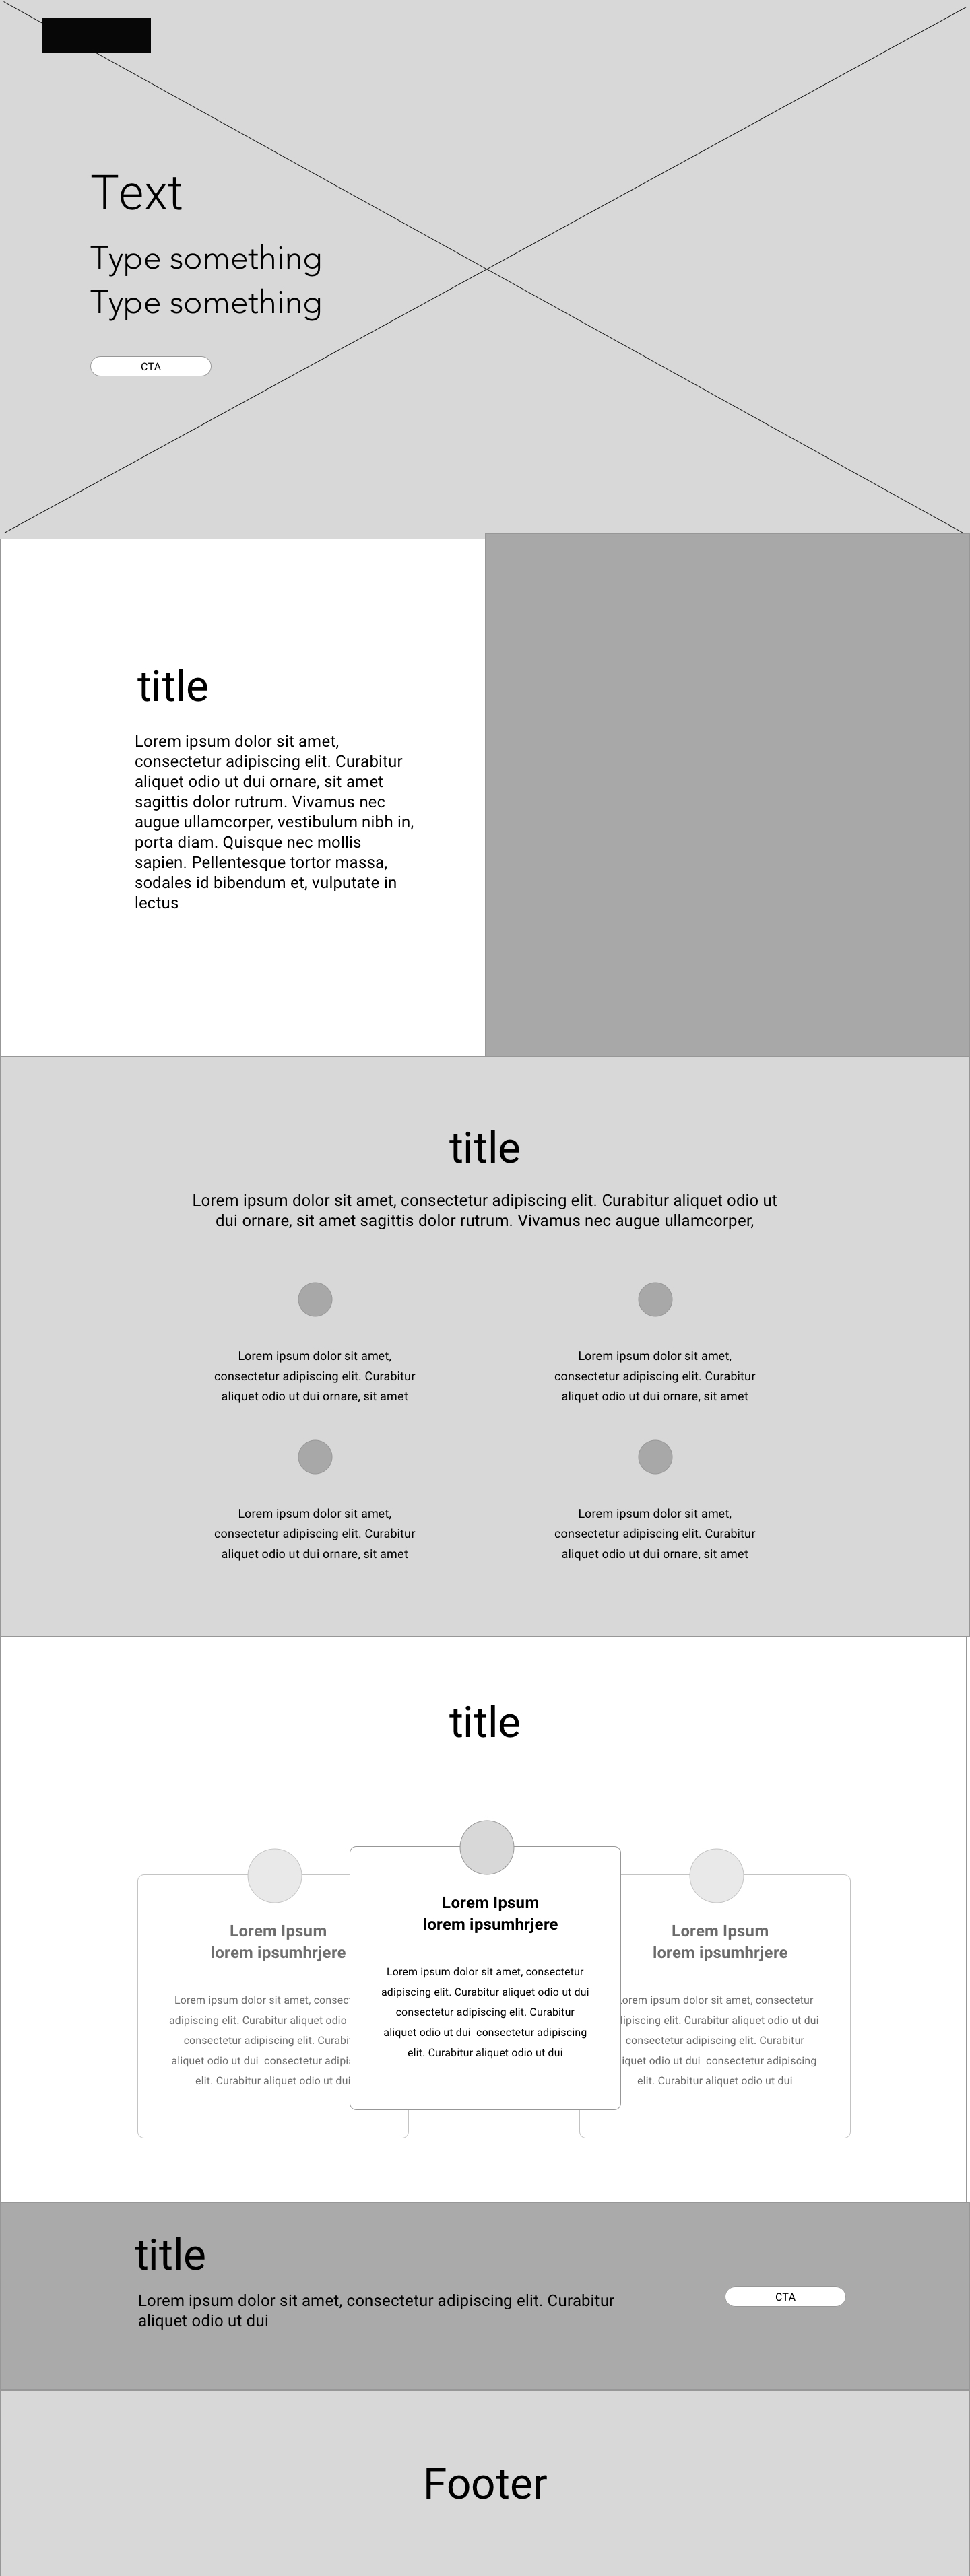 Text
Type something
Type something
CTA
title
Lorem ipsum dolor sit amet,
consectetur adipiscing elit. Curabitur
aliquet odio ut dui ornare, sit amet
sagittis dolor rutrum. Vivamus nec
augue ullamcorper, vestibulum nibh in,
porta diam. Quisque nec mollis
sapien. Pellentesque tortor massa,
sodales id bibendum et, vulputate in
lectus
title
Lorem ipsum dolor sit amet, consectetur adipiscing elit. Curabitur aliquet odio ut
dui ornare, sit amet sagittis dolor rutrum. Vivamus nec augue ullamcorper,
Lorem ipsum dolor sit amet,
consectetur adipiscing elit. Curabitur
aliquet odio ut dui ornare, sit amet
Lorem ipsum dolor sit amet,
consectetur adipiscing elit. Curabitur
aliquet odio ut dui ornare, sit amet
Lorem ipsum dolor sit amet,
consectetur adipiscing elit. Curabitur
aliquet odio ut dui ornare, sit amet
Lorem ipsum dolor sit amet,
consectetur adipiscing elit. Curabitur
aliquet odio ut dui ornare, sit amet
title
Lorem Ipsum
lorem ipsumhrjere
Lorem ipsum dolor sit amet, consec
adipiscing elit. Curabitur aliquet odio
consectetur adipiscing elit. Curabi
aliquet odio ut dui consectetur adipi
elit. Curabitur aliquet odio ut dui
Lorem Ipsum
lorem ipsumhrjere
Lorem ipsum dolor sit amet, consectetur
adipiscing elit. Curabitur aliquet odio ut dui
consectetur adipiscing elit. Curabitur
aliquet odio ut dui consectetur adipiscing
elit. Curabitur aliquet odio ut dui
Lorem Ipsum
lorem ipsumhrjere
orem ipsum dolor sit amet, consectetur
ipiscing elit. Curabitur aliquet odio ut dui
consectetur adipiscing elit. Curabitur
iquet odio ut dui consectetur adipiscing
elit. Curabitur aliquet odio ut dui
title
Lorem ipsum dolor sit amet, consectetur adipiscing elit. Curabitur
aliquet odio ut dui
CTA
Footer